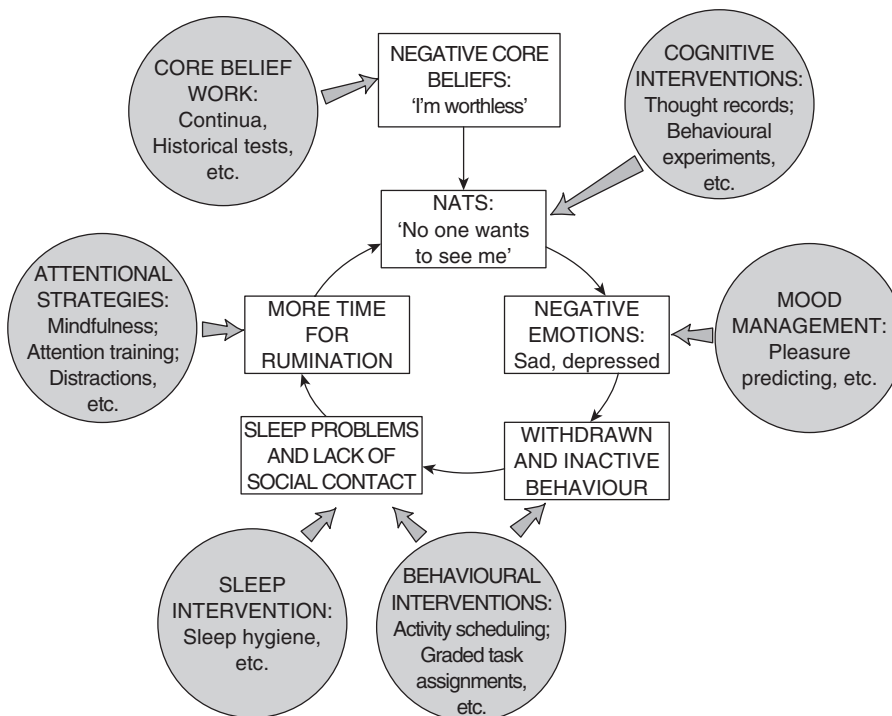 CORE BELIEF
WORK:
Continua,
Historical tests,
etc.
NEGATIVE CORE
BELIEFS:
‘I’m worthless’
COGNITIVE
INTERVENTIONS:
Thought records;
Behavioural
experiments,
etc.
NATS:
‘No one wants
to see me’
ATTENTIONAL
STRATEGIES:
Mindfulness;
Attention training;
Distractions,
etc.
MORE TIME
FOR
RUMINATION
NEGATIVE
EMOTIONS:
Sad, depressed
MOOD
MANAGEMENT:
Pleasure
predicting, etc.
SLEEP PROBLEMS
AND LACK OF
SOCIAL CONTACT
WITHDRAWN
AND INACTIVE
BEHAVIOUR
SLEEP
INTERVENTION:
Sleep hygiene,
etc.
BEHAVIOURAL
INTERVENTIONS:
Activity scheduling;
Graded task
assignments,
etc.